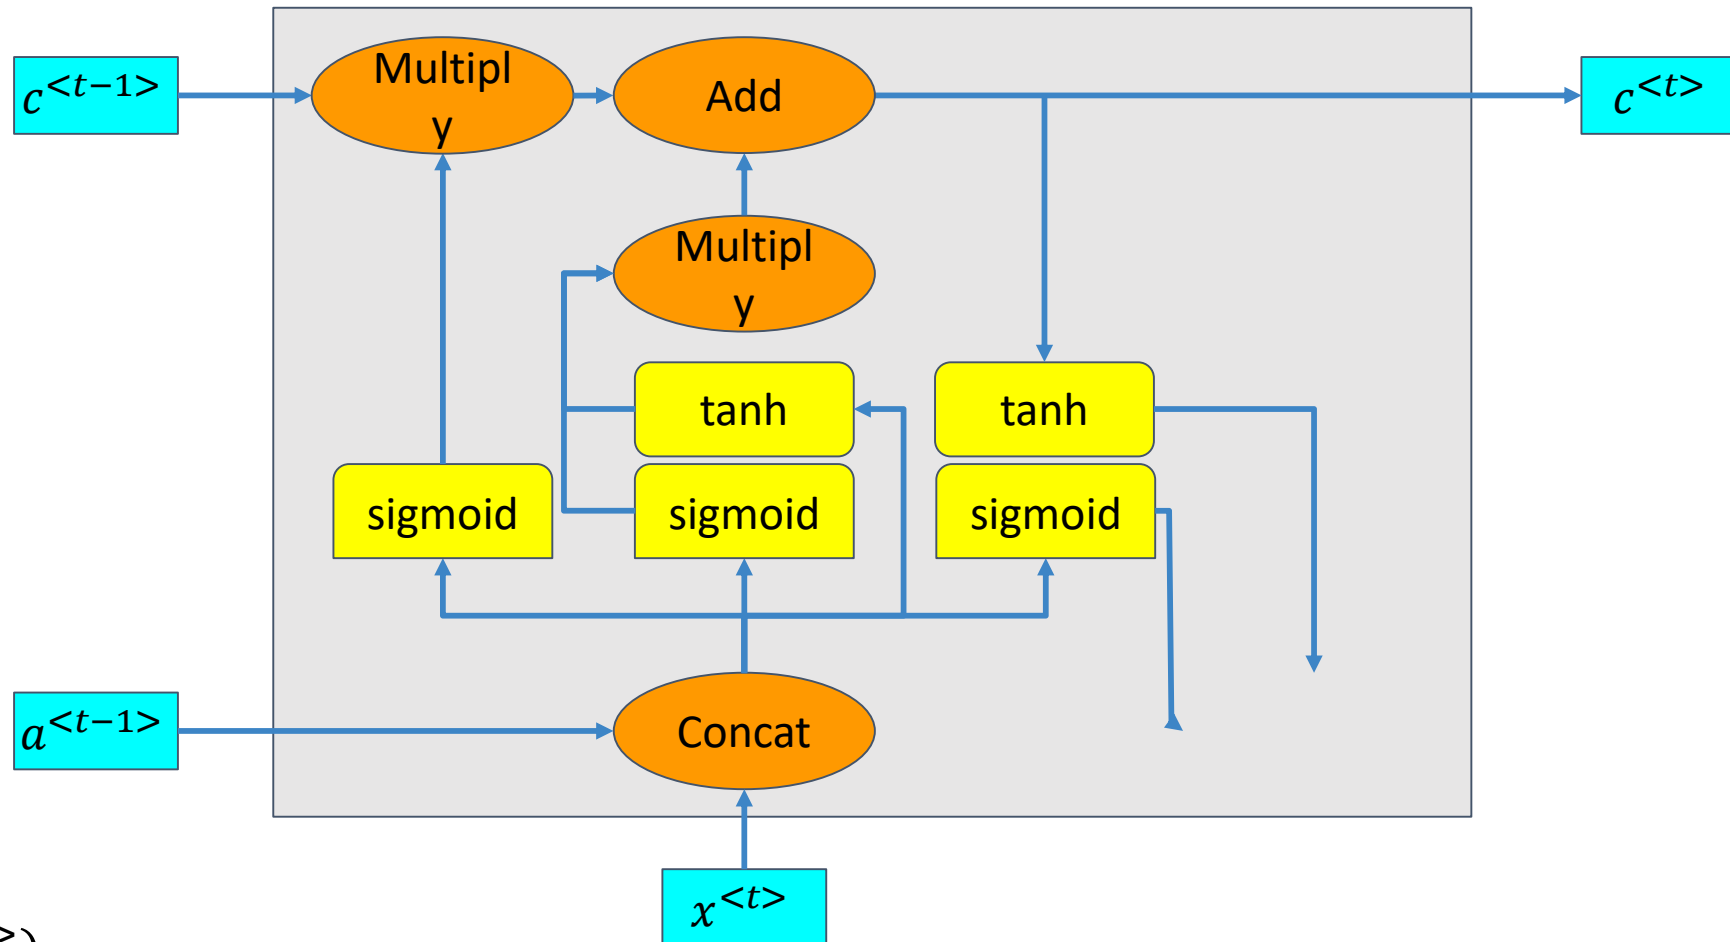 c<t−1>
Multipl
y
Add
c<t>
Multipl
y
tanh
tanh
sigmoid
sigmoid
sigmoid
a<t−1>
Concat
x<t>
>)